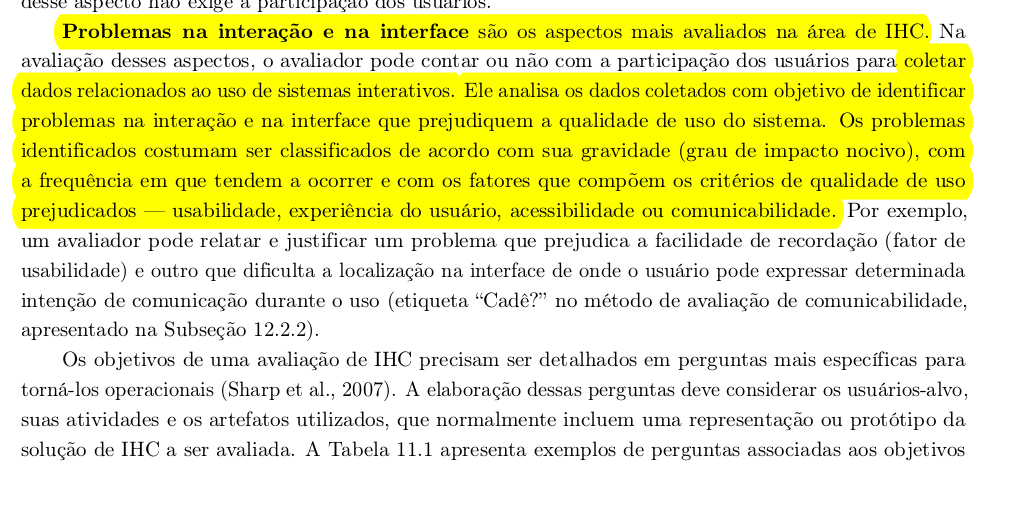 desse aspecto não exige a participação dos usuários.
Problemas na interação e na interface são os aspectos mais avaliados na área de IHC. Na
avaliação desses aspectos, o avaliador pode contar ou não com a participação dos usuários para coletar
dados relacionados ao uso de sistemas interativos. Ele analisa os dados coletados com objetivo de identificar
problemas na interação e na interface que prejudiquem a qualidade de uso do sistema. Os problemas
identificados costumam ser classificados de acordo com sua gravidade (grau de impacto nocivo), com
a frequência em que tendem a ocorrer e com os fatores que compõem os critérios de qualidade de uso
prejudicados — usabilidade, experiência do usuário, acessibilidade ou comunicabilidade. Por exemplo,
um avaliador pode relatar e justificar um problema que prejudica a facilidade de recordação (fator de
usabilidade) e outro que dificulta a localização na interface de onde o usuário pode expressar determinada
intenção de comunicação durante o uso (etiqueta “Cadê?” no método de avaliação de comunicabilidade,
apresentado na Subseção 12.2.2).
Os objetivos de uma avaliação de IHC precisam ser detalhados em perguntas mais específicas para
torná-los operacionais (Sharp et al., 2007). A elaboração dessas perguntas deve considerar os usuários-alvo,
suas atividades e os artefatos utilizados, que normalmente incluem uma representação ou protótipo da
solução de IHC a ser avaliada. A Tabela 11.1 apresenta exemplos de perguntas associadas aos objetivos